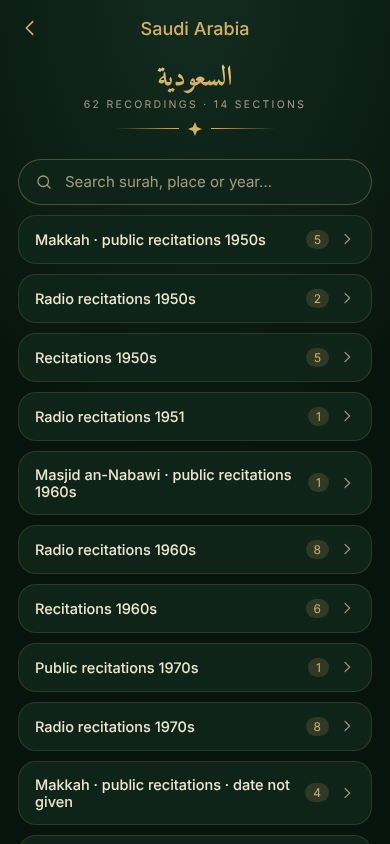 Saudi Arabia
السعودية
62 RECORDINGS · 14 SECTIONS
Search surah, place or year...
Makkah · public recitations 1950s 5
Radio recitations 1950s 2
Recitations 1950s 5
Radio recitations 1951 1
Masjid an-Nabawi · public recitations
1960s 1
Radio recitations 1960s 8
Recitations 1960s 6
Public recitations 1970s 1
Radio recitations 1970s 8
Makkah · public recitations · date not
given 4